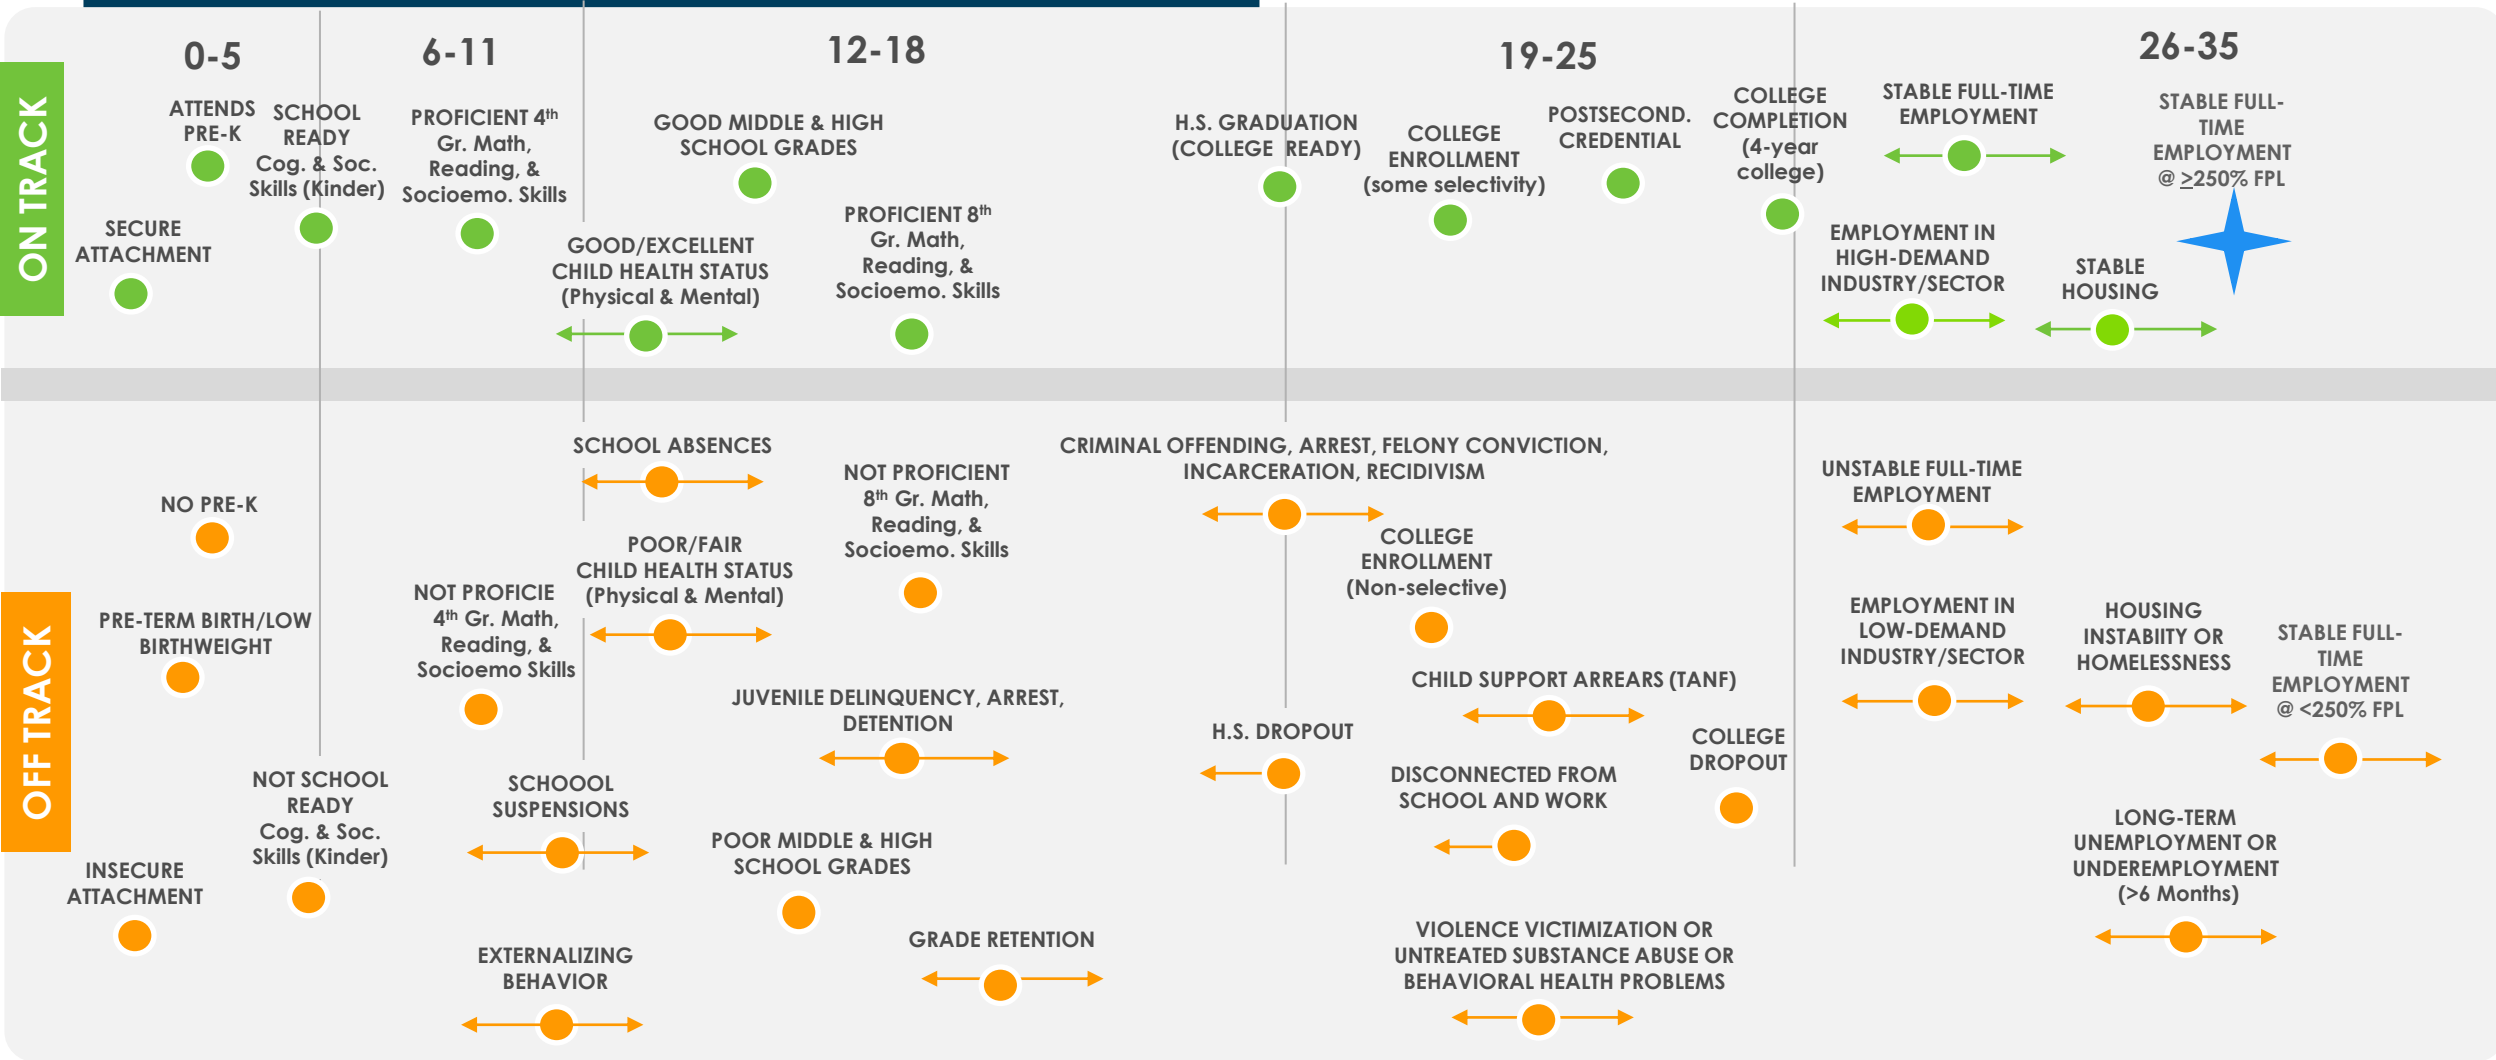 0-5
6-11
12-18
19-25
26-35
ON TRACK
ATTENDS
PRE-K
SECURE
ATTACHMENT
SCHOOL
READY
Cog. & Soc.
Skills (Kinder)
PROFICIENT 4th
Gr. Math,
Reading, &
Socioemo. Skills
GOOD/EXCELLENT
CHILD HEALTH STATUS
(Physical & Mental)
GOOD MIDDLE & HIGH
SCHOOL GRADES
PROFICIENT 8th
Gr. Math,
Reading, &
Socioemo. Skills
H.S. GRADUATION
(COLLEGE READY)
COLLEGE
ENROLLMENT
(some selectivity)
POSTSECOND.
CREDENTIAL
COLLEGE
COMPLETION
(4-year
college)
STABLE FULL-TIME
EMPLOYMENT
EMPLOYMENT IN
HIGH-DEMAND
INDUSTRY/SECTOR
STABLE
HOUSING
STABLE FULL-
TIME
EMPLOYMENT
@ ≥250% FPL
OFF TRACK
NO PRE-K
PRE-TERM BIRTH/LOW
BIRTHWEIGHT
INSECURE
ATTACHMENT
NOT SCHOOL
READY
Cog. & Soc.
Skills (Kinder)
NOT PROFICIE
4th Gr. Math,
Reading, &
Socioemo Skills
SCHOOOL
SUSPENSIONS
EXTERNALIZING
BEHAVIOR
SCHOOL ABSENCES
POOR/FAIR
CHILD HEALTH STATUS
(Physical & Mental)
NOT PROFICIENT
8th Gr. Math,
Reading, &
Socioemo. Skills
JUVENILE DELINQUENCY, ARREST,
DETENTION
POOR MIDDLE & HIGH
SCHOOL GRADES
GRADE RETENTION
CRIMINAL OFFENDING, ARREST, FELONY CONVICTION,
INCARCERATION, RECIDIVISM
COLLEGE
ENROLLMENT
(Non-selective)
CHILD SUPPORT ARREARS (TANF)
H.S. DROPOUT
DISCONNECTED FROM
SCHOOL AND WORK
COLLEGE
DROPOUT
VIOLENCE VICTIMIZATION OR
UNTREATED SUBSTANCE ABUSE OR
BEHAVIORAL HEALTH PROBLEMS
UNSTABLE FULL-TIME
EMPLOYMENT
EMPLOYMENT IN
LOW-DEMAND
INDUSTRY/SECTOR
HOUSING
INSTABIITY OR
HOMELESSNESS
STABLE FULL-
TIME
EMPLOYMENT
@ <250% FPL
LONG-TERM
UNEMPLOYMENT OR
UNDEREMPLOYMENT
(>6 Months)